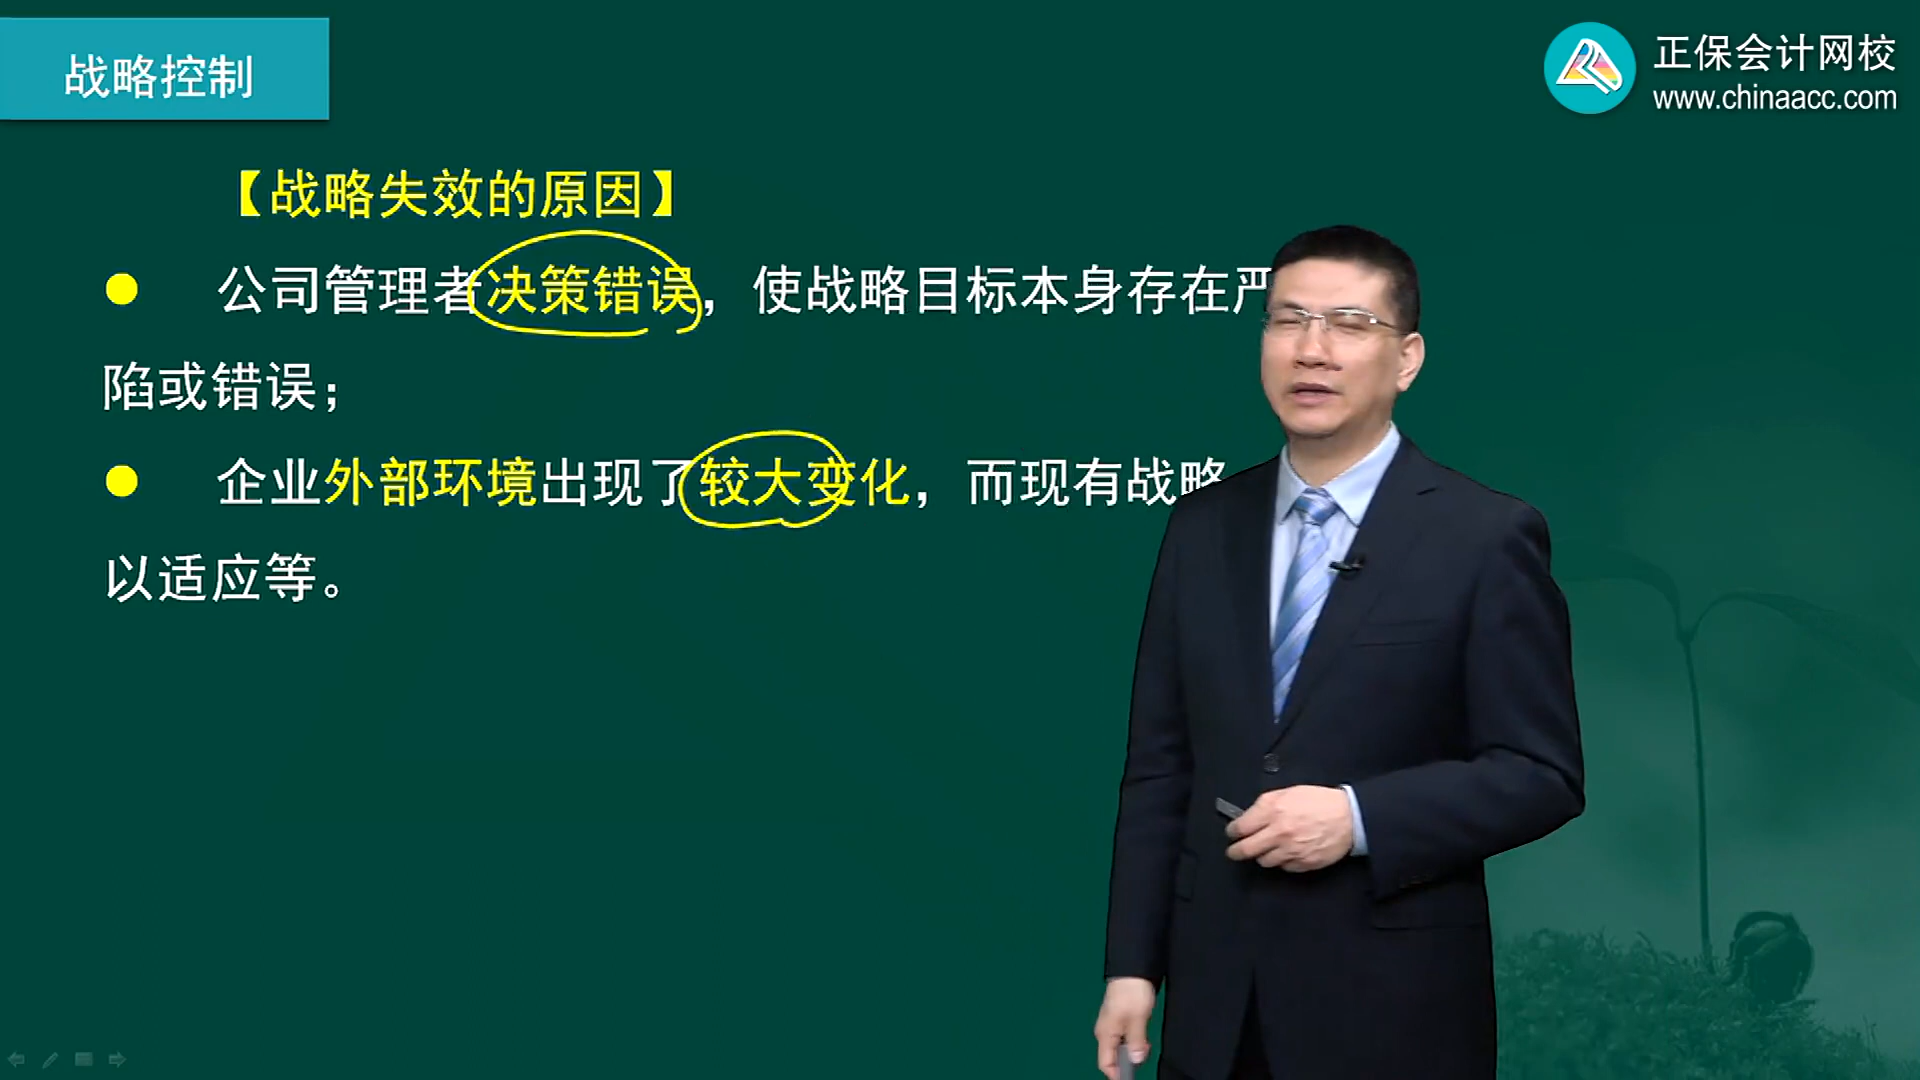 战略控制
正保会计网校
www.chinaacc.com
【战略失效的原因】
公司管理者决策错误，使战略目标本身存在严
陷或错误；
企业外部环境出现了较大变化，而现有战略
以适应等。